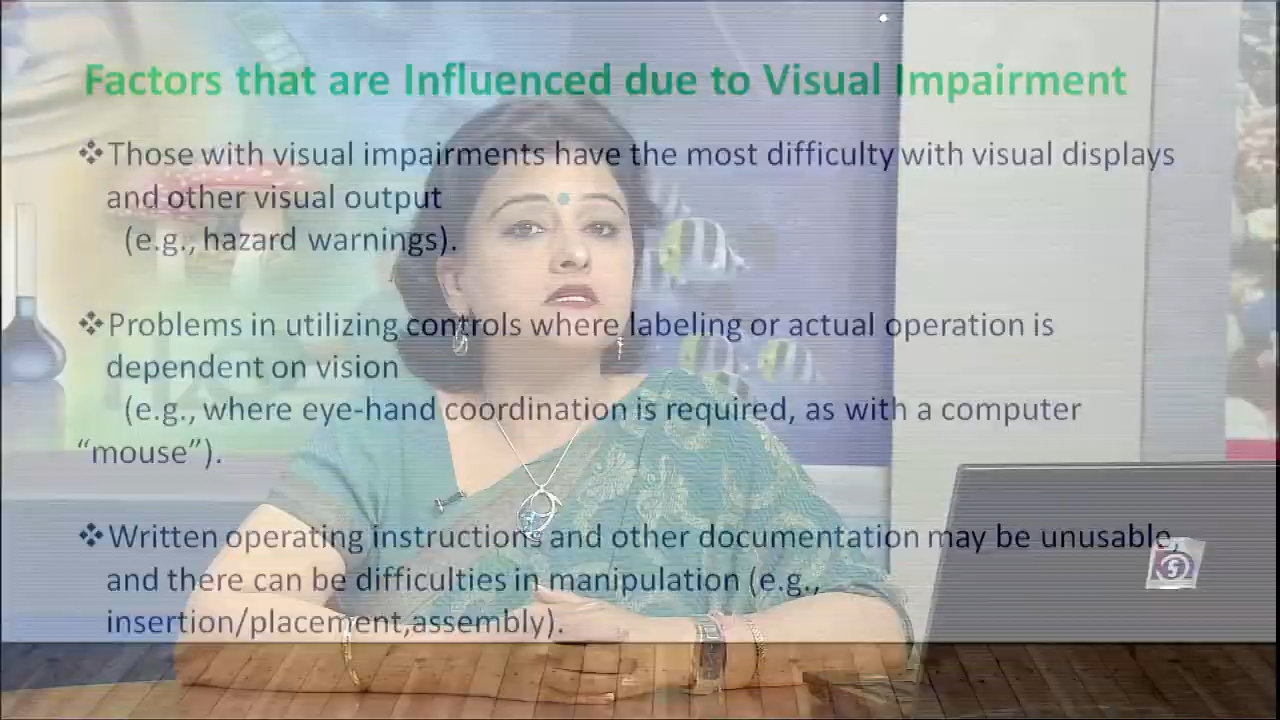 Factors that are Influenced due to Visual Impairment
❖Those with visual impairments have the most difficulty with visual displays
and other visual output
(e.g., hazard warnings).
❖Problems in utilizing controls where labeling or actual operation is
dependent on vision
(e.g., where eye-hand coordination is required, as with a computer
“mouse”).
❖Written operating instructions and other documentation may be unusable,
and there can be difficulties in manipulation (e.g.,
insertion/placement,assembly).